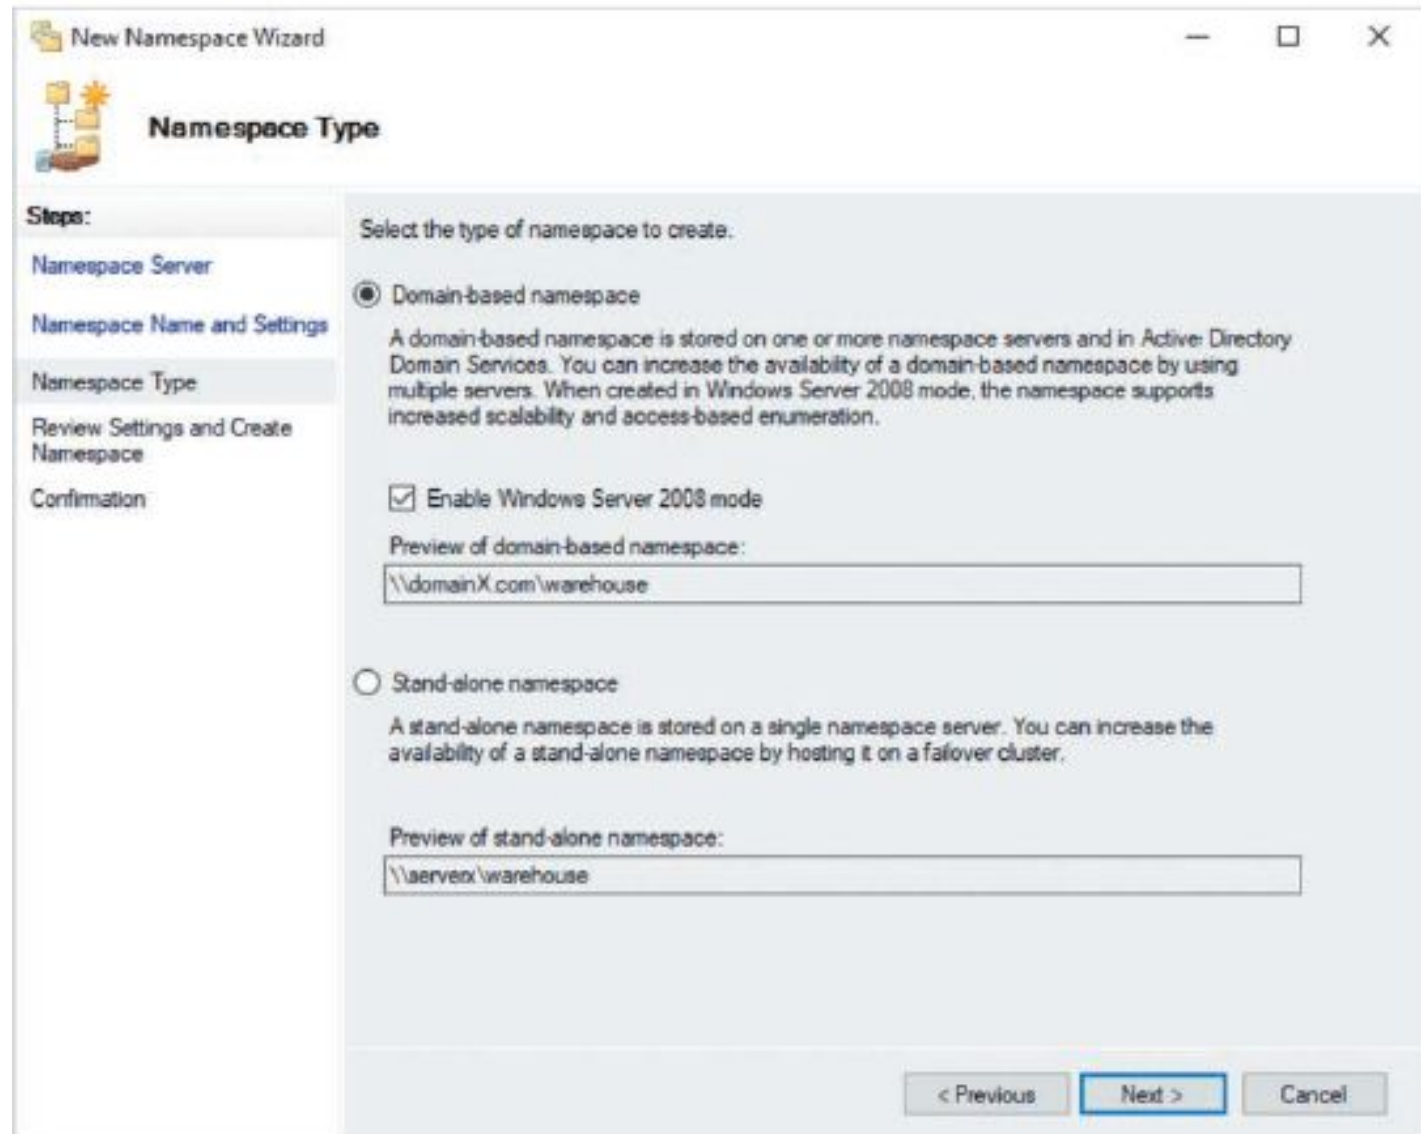 New Namespace Wizard
Namespace Type
Steps:
Namespace Server
Namespace Name and Settings
Namespace Type
Review Settings and Create
Namespace
Confirmation
Select the type of namespace to create.
Domain-based namespace
A domain-based namespace is stored on one or more namespace servers and in Active Directory
Domain Services. You can increase the availability of a domain-based namespace by using
multiple servers. When created in Windows Server 2008 mode, the namespace supports
increased scalability and access-based enumeration.
Enable Windows Server 2008 mode
Preview of domain-based namespace:
\\domainX.com\warehouse
Stand-alone namespace
A stand-alone namespace is stored on a single namespace server. You can increase the
availability of a stand-alone namespace by hosting it on a failover cluster.
Preview of stand-alone namespace:
\\serverx\warehouse
< Previous
Next >
Cancel